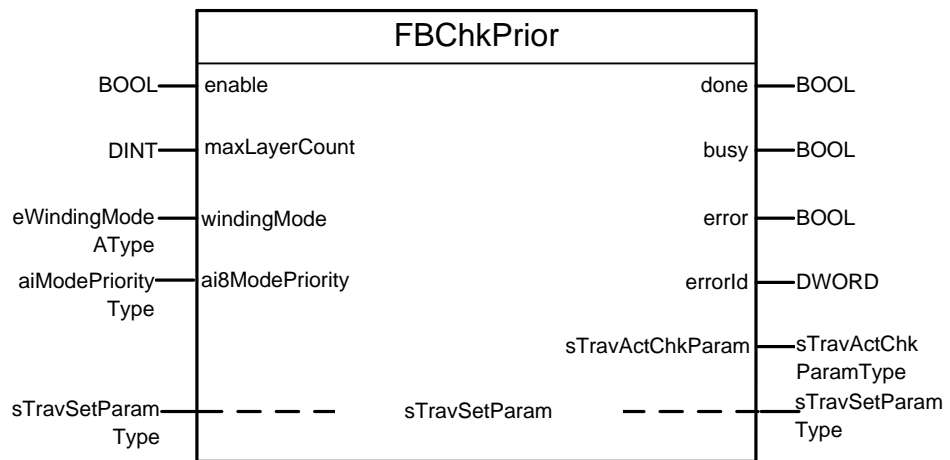 FBChkPrior
BOOL enable done BOOL
DINT maxLayerCount busy BOOL
eWindingMode windingMode error BOOL
AType
aiModePriority ai8ModePriority errorId DWORD
Type
sTravActChkParam sTravActChk
ParamType
sTravSetParam sTravSetParam sTravSetParam
Type Type